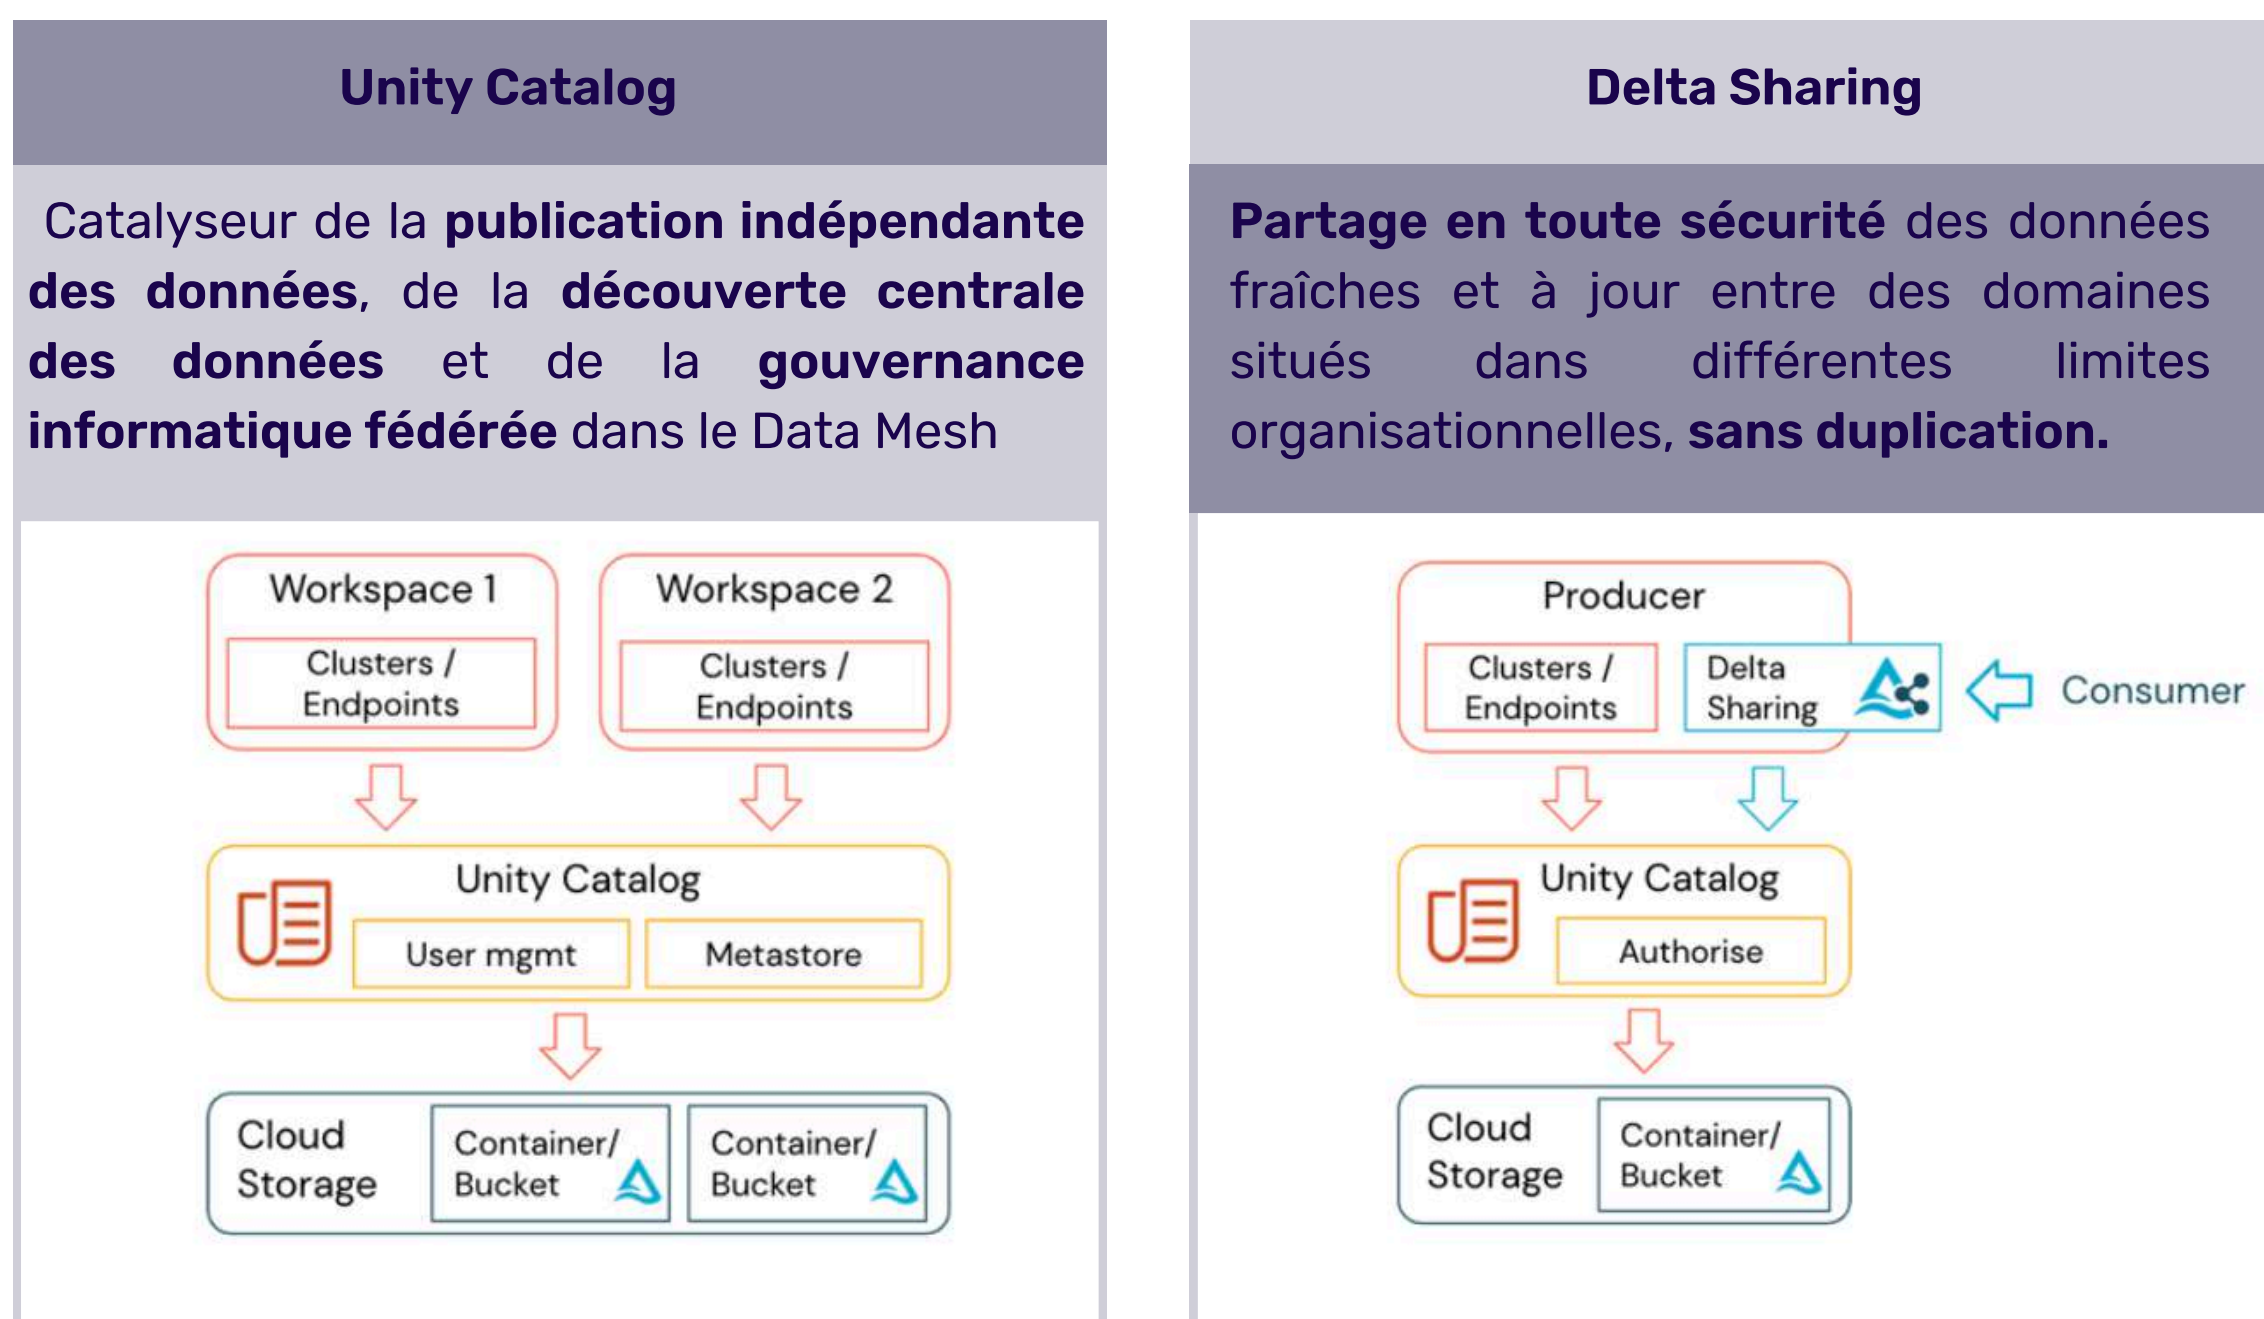 Unity Catalog
Catalyseur de la publication indépendante
des données, de la découverte centrale
des données et de la gouvernance
informatique fédérée dans le Data Mesh
Workspace 1
Clusters /
Endpoints
Workspace 2
Clusters /
Endpoints
Unity Catalog
User mgmt
Metastore
Cloud
Storage
Container/
Bucket
Container/
Bucket
Delta Sharing
Partage en toute sécurité des données
fraîches et à jour entre des domaines
situés dans différentes limites
organisationnelles, sans duplication.
Producer
Clusters /
Endpoints
Delta
Sharing
Consumer
Unity Catalog
Authorise
Cloud
Storage
Container/
Bucket